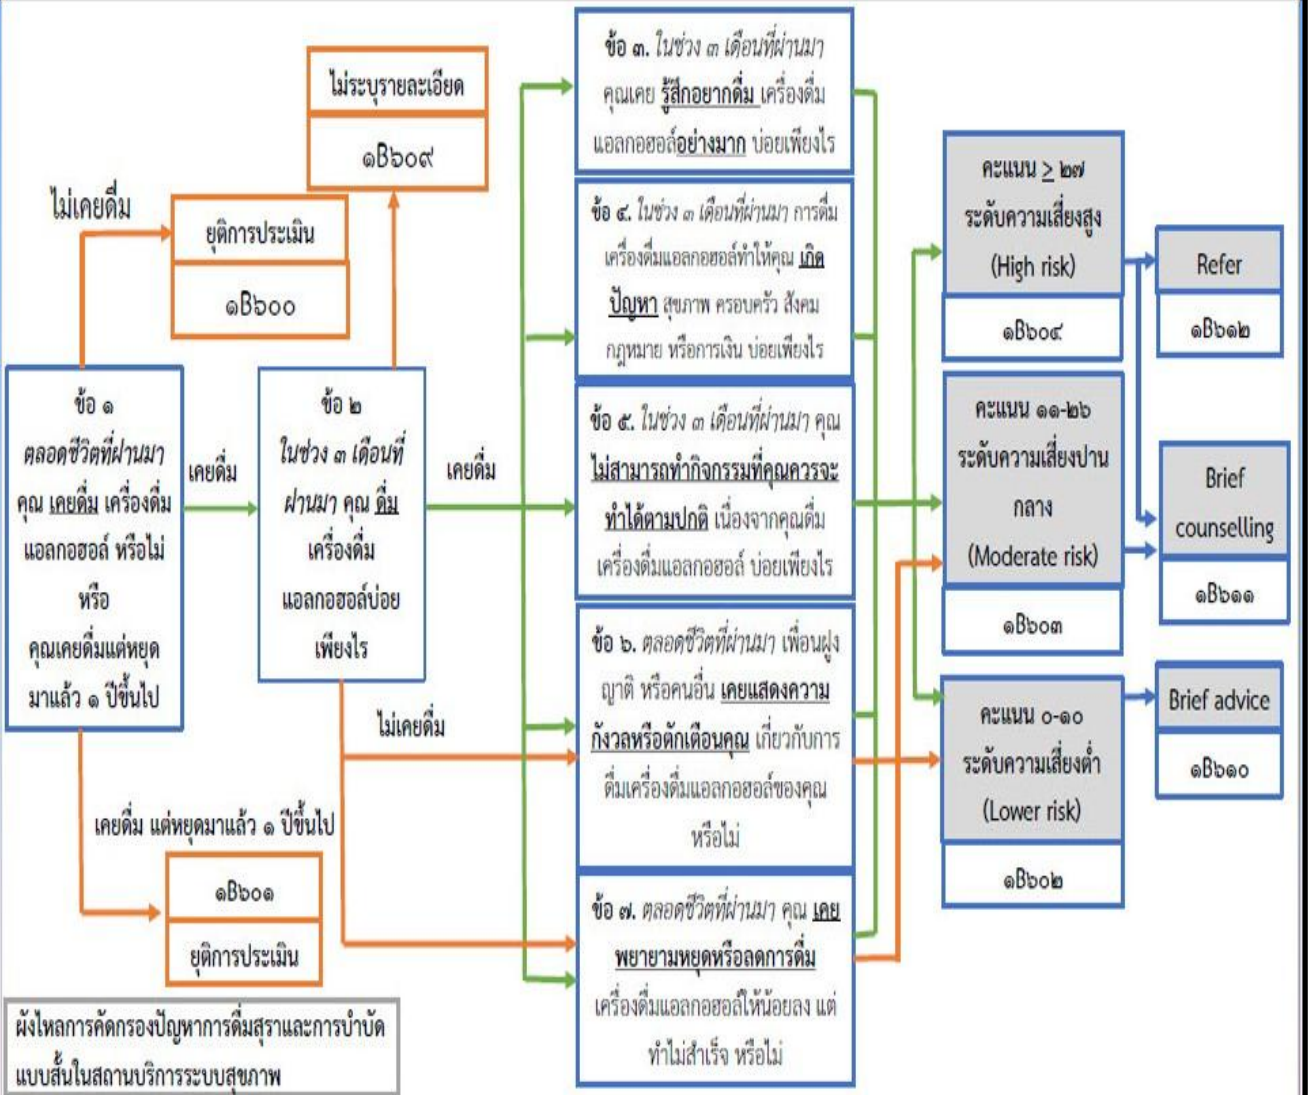 ไม่เคยดื่ม
ยุติการประเมิน
๑B๖๐๐
ไม่ระบุรายละเอียด
๑B๖๐๙
ข้อ ๑
ตลอดชีวิตที่ผ่านมา
คุณ เคยดื่ม เครื่องดื่ม
แอลกอฮอล์ หรือไม่
หรือ
คุณเคยดื่มแต่หยุด
มาแล้ว ๑ ปีขึ้นไป
เคยดื่ม
ข้อ ๒
ในช่วง ๓ เดือนที่
ผ่านมา คุณ ดื่ม
เครื่องดื่ม
แอลกอฮอล์บ่อย
เพียงไร
เคยดื่ม
ไม่เคยดื่ม
เคยดื่ม แต่หยุดมาแล้ว ๑ ปีขึ้นไป
๑B๖๐๑
ยุติการประเมิน
ข้อ ๓. ในช่วง ๓ เดือนที่ผ่านมา
คุณเคย รู้สึกอยากดื่ม เครื่องดื่ม
แอลกอฮอล์อย่างมาก บ่อยเพียงไร
ข้อ ๔. ในช่วง ๓ เดือนที่ผ่านมา การดื่ม
เครื่องดื่มแอลกอฮอล์ทำให้คุณ เกิด
ปัญหา สุขภาพ ครอบครัว สังคม
กฎหมาย หรือการเงิน บ่อยเพียงไร
ข้อ ๕. ในช่วง ๓ เดือนที่ผ่านมา คุณ
ไม่สามารถทำกิจกรรมที่คุณควรจะ
ทำได้ตามปกติ เนื่องจากคุณดื่ม
เครื่องดื่มแอลกอฮอล์ บ่อยเพียงไร
ข้อ ๖. ตลอดชีวิตที่ผ่านมา เพื่อนฝูง
ญาติ หรือคนอื่น เคยแสดงความ
กังวลหรือตักเตือนคุณ เกี่ยวกับการ
ดื่มเครื่องดื่มแอลกอฮอล์ของคุณ
หรือไม่
ข้อ ๗. ตลอดชีวิตที่ผ่านมา คุณ เคย
พยายามหยุดหรือลดการดื่ม
เครื่องดื่มแอลกอฮอล์ให้น้อยลง แต่
ทำไม่สำเร็จ หรือไม่
คะแนน ≥ ๒๗
ระดับความเสี่ยงสูง
(High risk)
๑B๖๐๔
คะแนน ๑๑-๒๖
ระดับความเสี่ยงปาน
กลาง
(Moderate risk)
๑B๖๐๓
คะแนน ๐-๑๐
ระดับความเสี่ยงต่ำ
(Lower risk)
๑B๖๐๒
Refer
๑B๖๑๒
Brief
counselling
๑B๖๑๑
Brief advice
๑B๖๑๐
ผังไหลการคัดกรองปัญหาการดื่มสุราและการบำบัด
แบบสั้นในสถานบริการระบบสุขภาพ